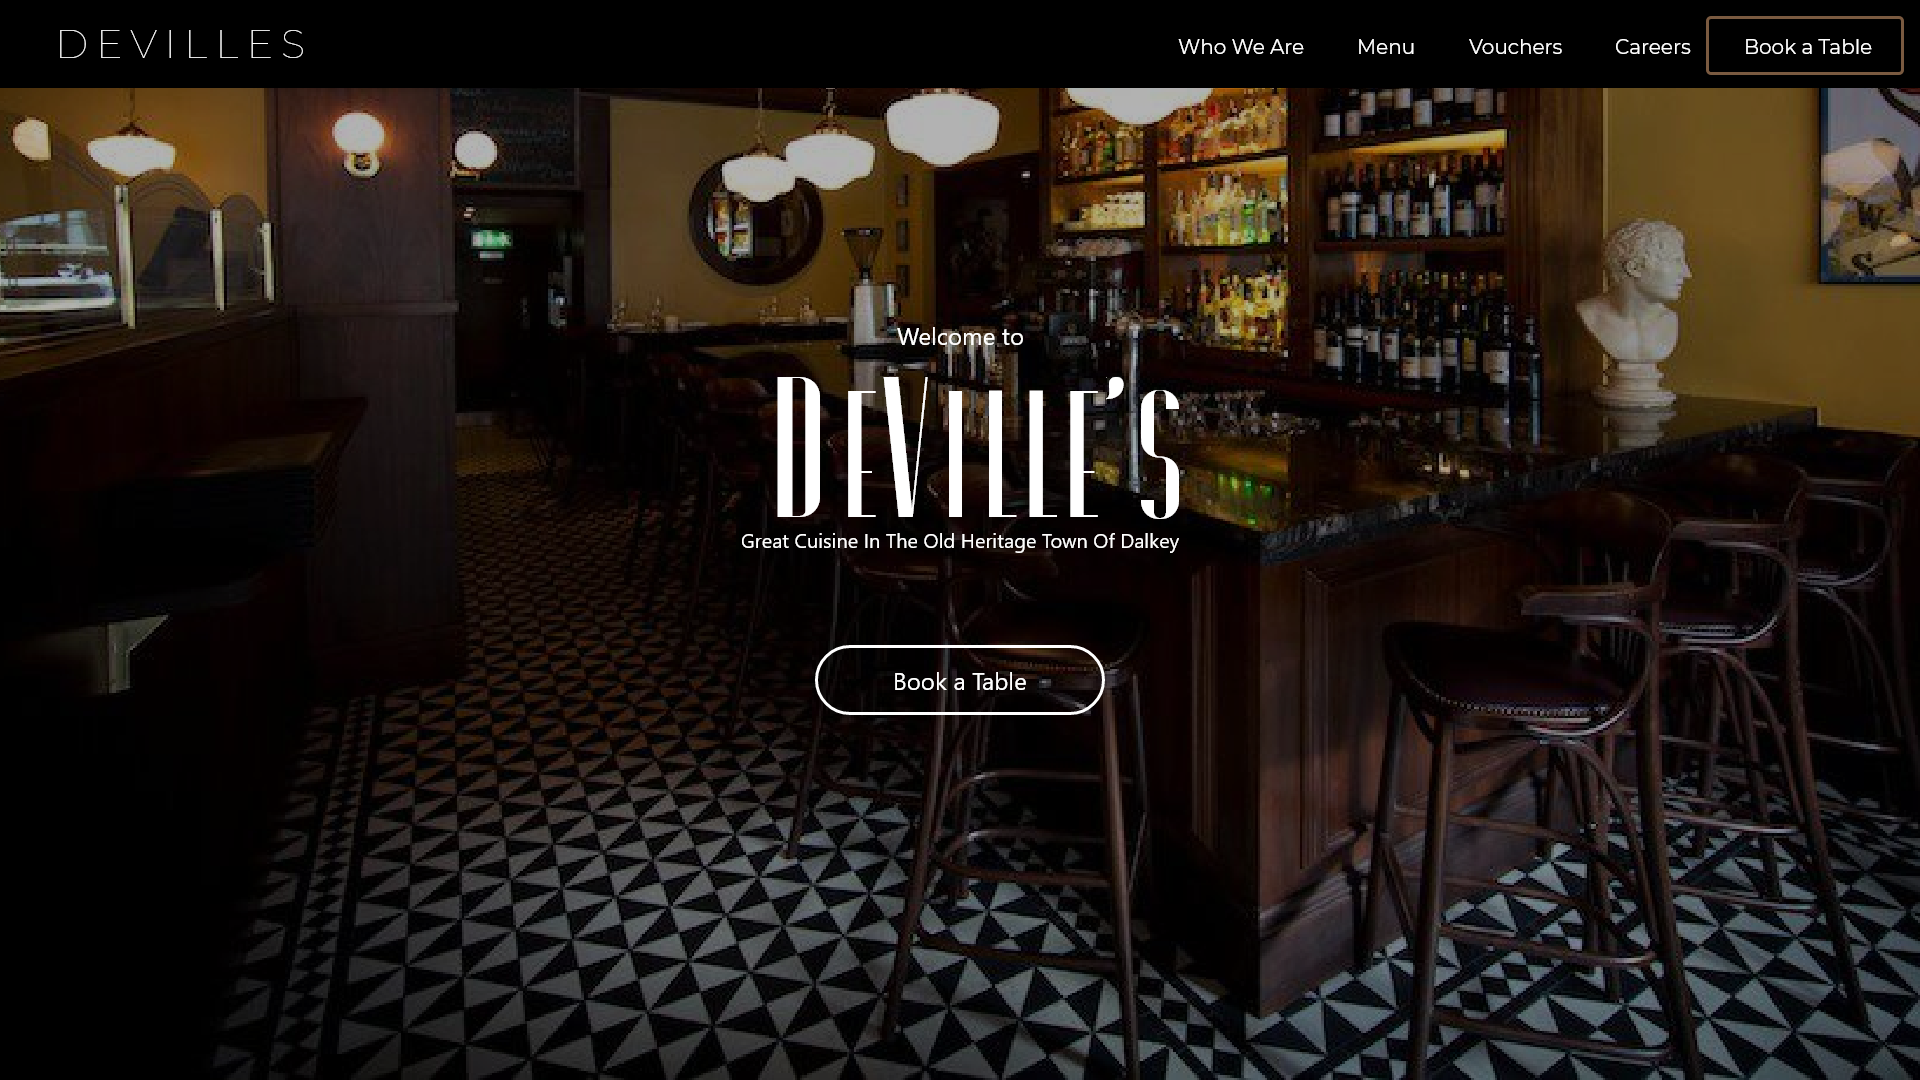 DEVILLES
Who We Are
Menu
Vouchers
Careers
Book a Table
Welcome to
DEVILLE'S
Great Cuisine In The Old Heritage Town Of Dalkey
Book a Table